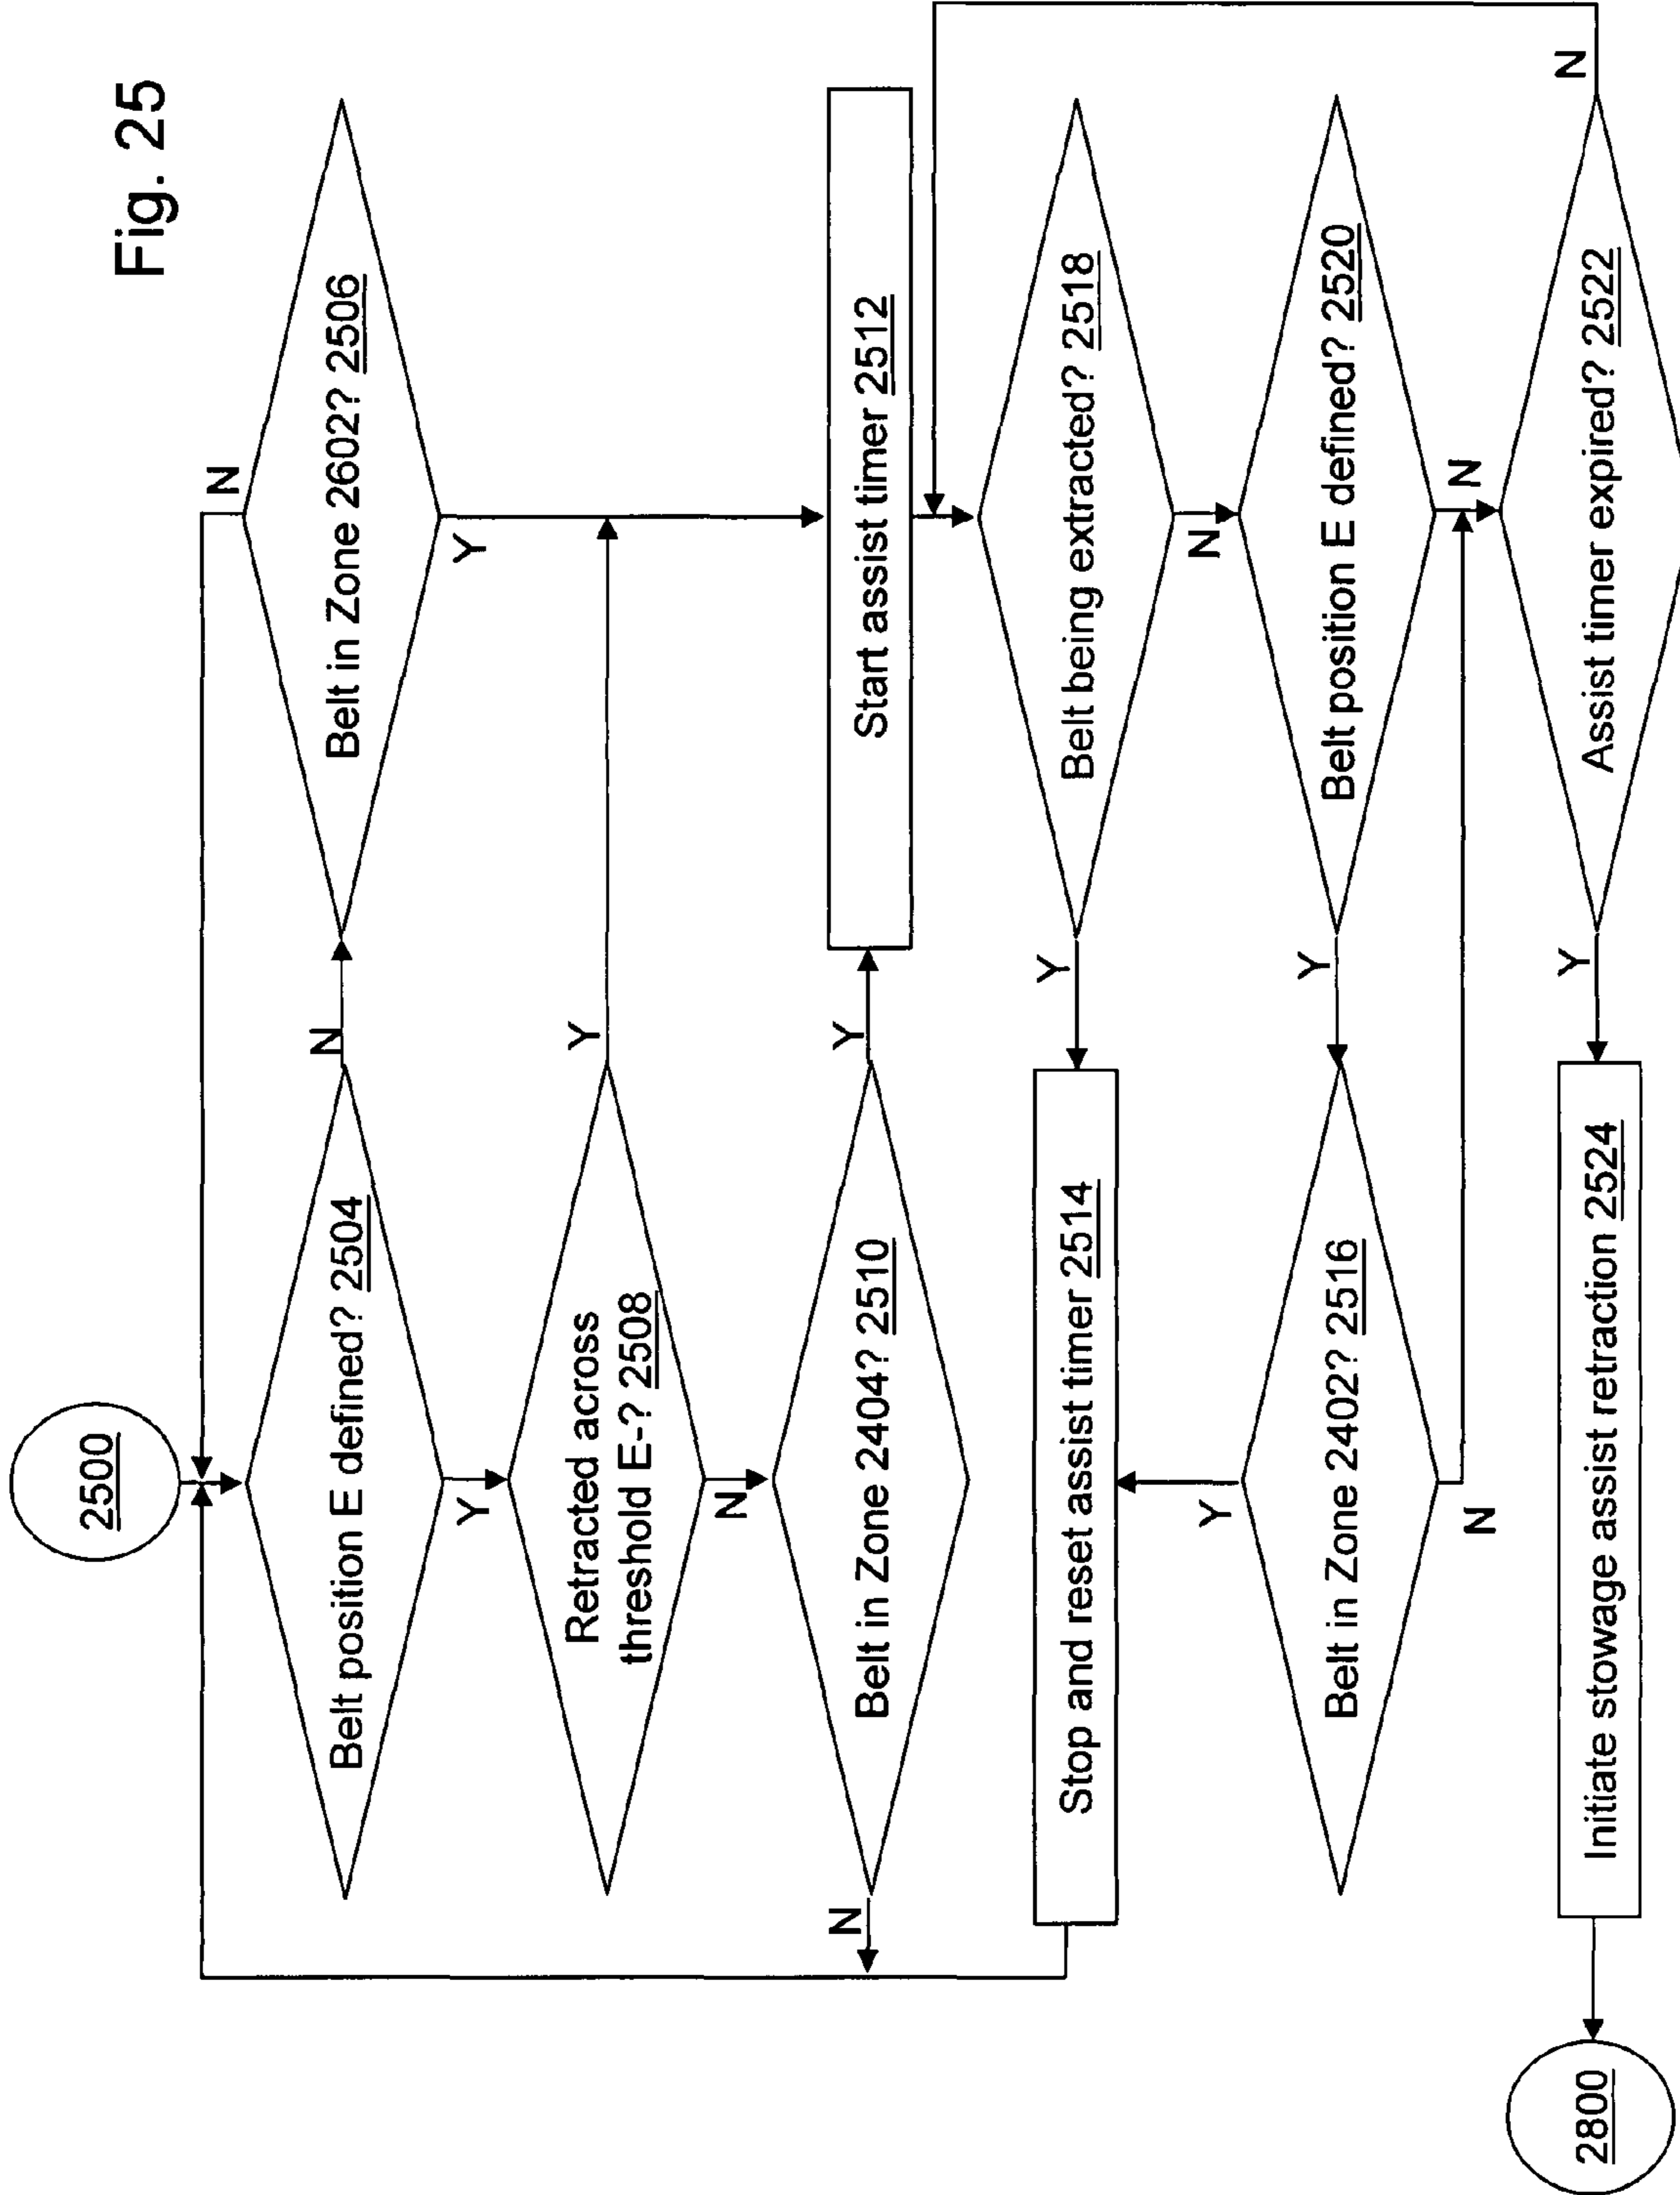 Fig. 25
2500
Belt position E defined? 2504
N
Belt in Zone 2602? 2506
N
Y
Y
Retracted across
threshold E-? 2508
Y
N
Belt in Zone 2404? 2510
Y
N
Start assist timer 2512
Stop and reset assist timer 2514
Y
Belt being extracted? 2518
N
Y
Belt in Zone 2402? 2516
N
Y
Belt position E defined? 2520
N
Initiate stowage assist retraction 2524
Y
Assist timer expired? 2522
N
2800